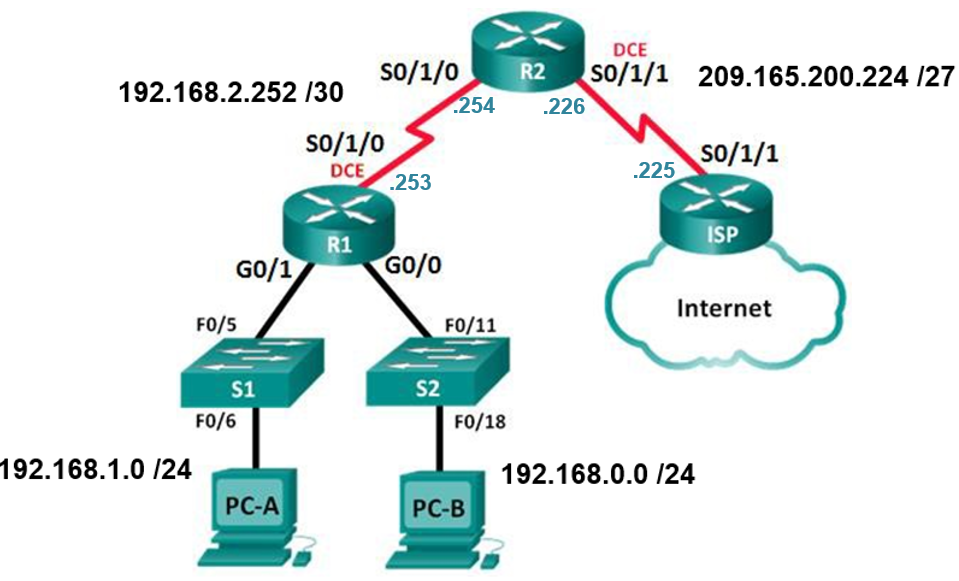 R2
DCE
S0/1/0
S0/1/1
209.165.200.224 /27
192.168.2.252 /30
.254
.226
S0/1/0
DCE
.253
S0/1/1
.225
R1
ISP
G0/1
G0/0
Internet
F0/5
F0/11
S1
S2
F0/6
F0/18
192.168.1.0 /24
192.168.0.0 /24
PC-A
PC-B